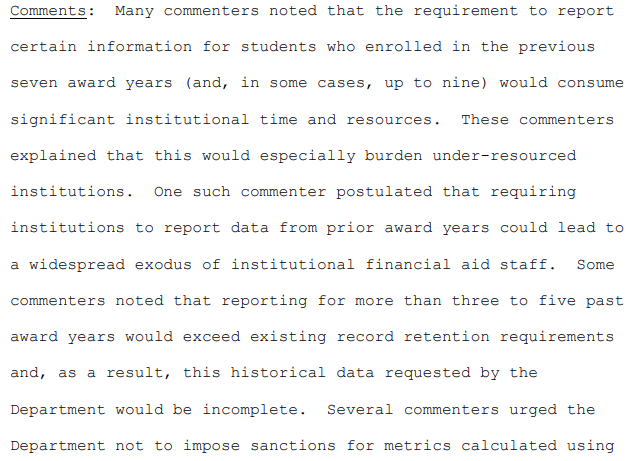 Comments:  Many commenters noted that the requirement to report
certain information for students who enrolled in the previous
seven award years (and, in some cases, up to nine) would consume
significant institutional time and resources.  These commenters
explained that this would especially burden under-resourced
institutions.  One such commenter postulated that requiring
institutions to report data from prior award years could lead to
a widespread exodus of institutional financial aid staff.  Some
commenters noted that reporting for more than three to five past
award years would exceed existing record retention requirements
and, as a result, this historical data requested by the
Department would be incomplete.  Several commenters urged the
Department not to impose sanctions for metrics calculated using